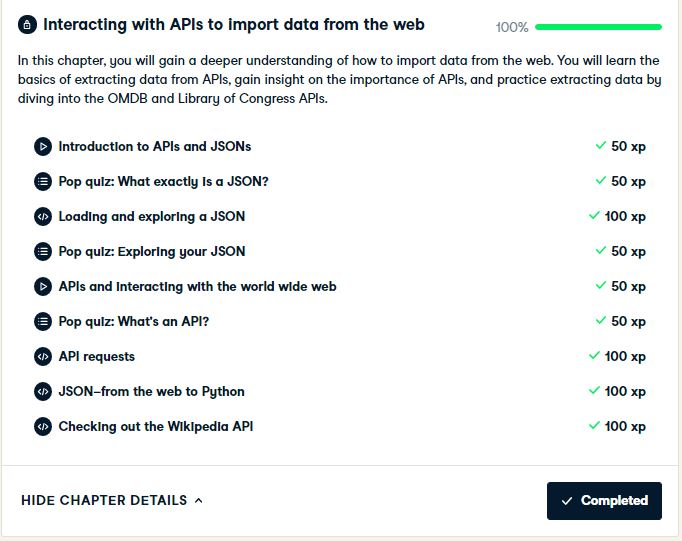 Interacting with APIs to import data from the web
100%
In this chapter, you will gain a deeper understanding of how to import data from the web. You will learn the
basics of extracting data from APIs, gain insight on the importance of APIs, and practice extracting data by
diving into the OMDB and Library of Congress APIs.
Introduction to APIs and JSONs 50 xp
Pop quiz: What exactly is a JSON? 50 xp
Loading and exploring a JSON 100 xp
Pop quiz: Exploring your JSON 50 xp
APIs and interacting with the world wide web 50 xp
Pop quiz: What's an API? 50 xp
API requests 100 xp
JSON–from the web to Python 100 xp
Checking out the Wikipedia API 100 xp
HIDE CHAPTER DETAILS
Completed